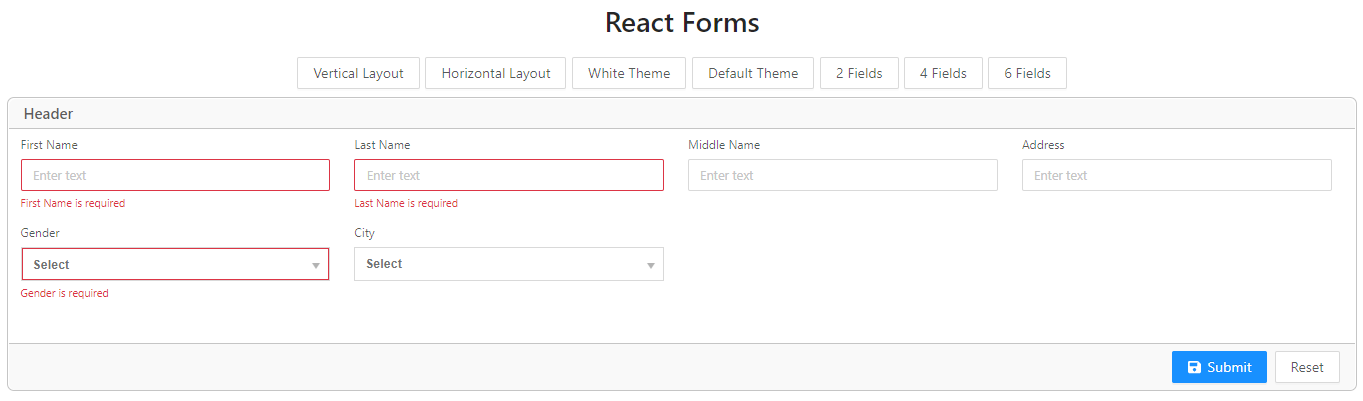 React Forms
Vertical Layout Horizontal Layout White Theme Default Theme 2 Fields 4 Fields 6 Fields
Header
First Name Last Name Middle Name Address
Enter text Enter text Enter text Enter text
First Name is required Last Name is required
Gender City
Select Select
Gender is required
Submit Reset